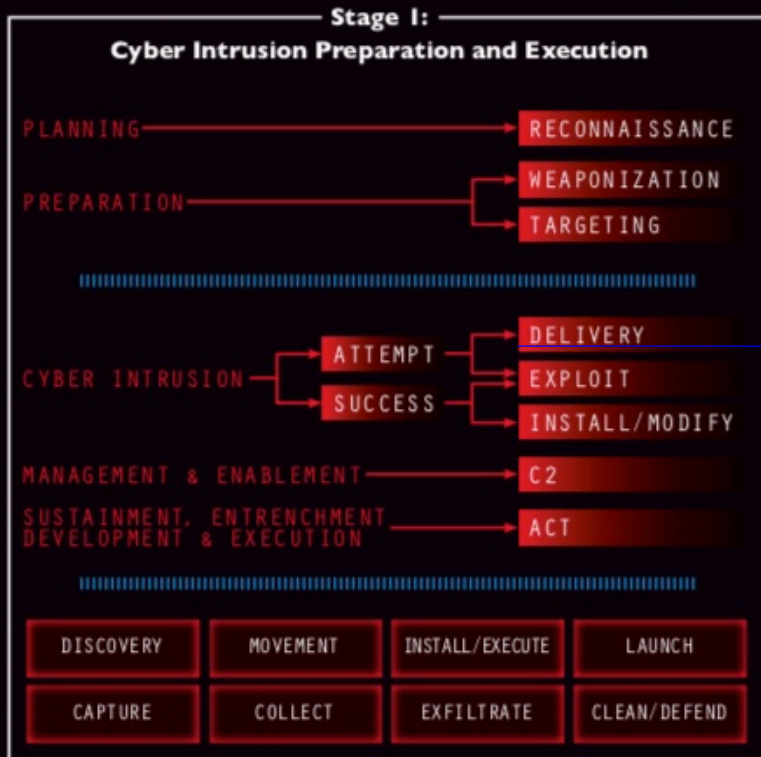 Stage 1:
Cyber Intrusion Preparation and Execution
PLANNING
RECONNAISSANCE
PREPARATION
WEAPONIZATION
TARGETING
CYBER INTRUSION
ATTEMPT
SUCCESS
DELIVERY
EXPLOIT
INSTALL/MODIFY
MANAGEMENT & ENABLEMENT
C2
SUSTAINMENT, ENTRENCHMENT
DEVELOPMENT & EXECUTION
ACT
DISCOVERY
MOVEMENT
INSTALL/EXECUTE
LAUNCH
CAPTURE
COLLECT
EXFILTRATE
CLEAN/DEFEND